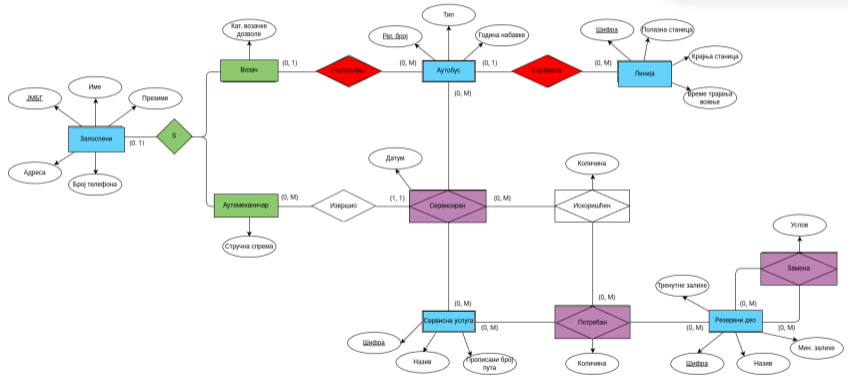 Тип
Кат. возачке
дозволе
Рег. број
Година набавке
Шифра
Полазна станица
Возач
(0, 1)
Распоређен
(0, M)
Аутобус
(0, 1)
Саобраћа
(0, M)
Линија
Крајња станица
Време трајања
вожње
(0, M)
ЈМБГ
Име
Презиме
Запослени
(0, 1)
S
Адреса
Број телефона
Датум
Количина
Аутомеханичар
(0, M)
Извршио
(1, 1)
Сервисиран
(0, M)
Искоришћен
Стручна спрема
Услов
Замена
Тренутне залихе
(0, M)
(0, M)
(0, M)
Сервисна услуга
(0, M)
Потребан
(0, M)
Резервни део
(0, M)
Шифра
Назив
Прописани број
пута
Количина
Шифра
Назив
Мин. залихе